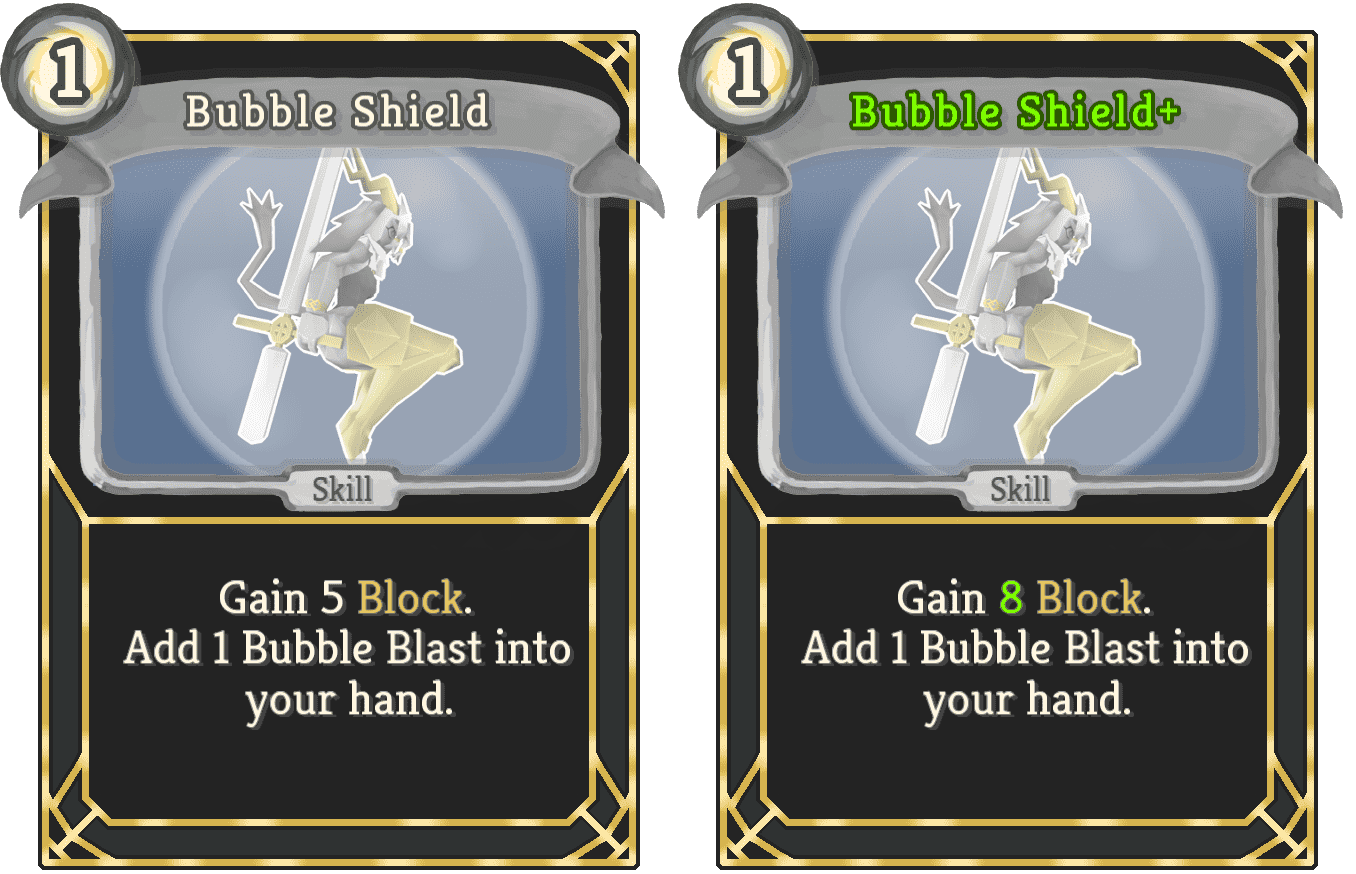 1
Bubble Shield
Skill
Gain 5 Block.
Add 1 Bubble Blast into
your hand.
1
Bubble Shield+
Skill
Gain 8 Block.
Add 1 Bubble Blast into
your hand.